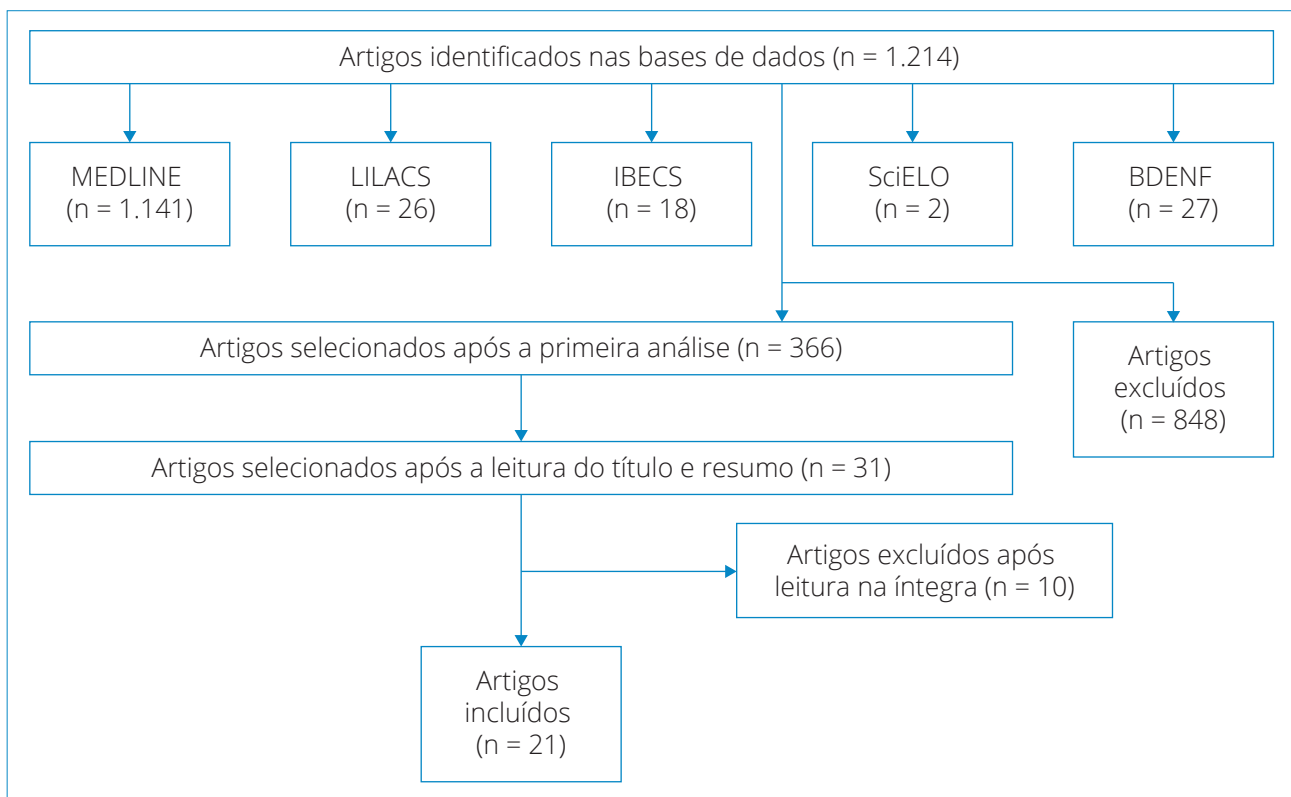 Artigos identificados nas bases de dados (n = 1.214)
MEDLINE
(n = 1.141)
LILACS
(n = 26)
IBECS
(n = 18)
SciELO
(n = 2)
BDENF
(n = 27)
Artigos selecionados após a primeira análise (n = 366)
Artigos
excluídos
(n = 848)
Artigos selecionados após a leitura do título e resumo (n = 31)
Artigos excluídos após
leitura na íntegra (n = 10)
Artigos
incluídos
(n = 21)